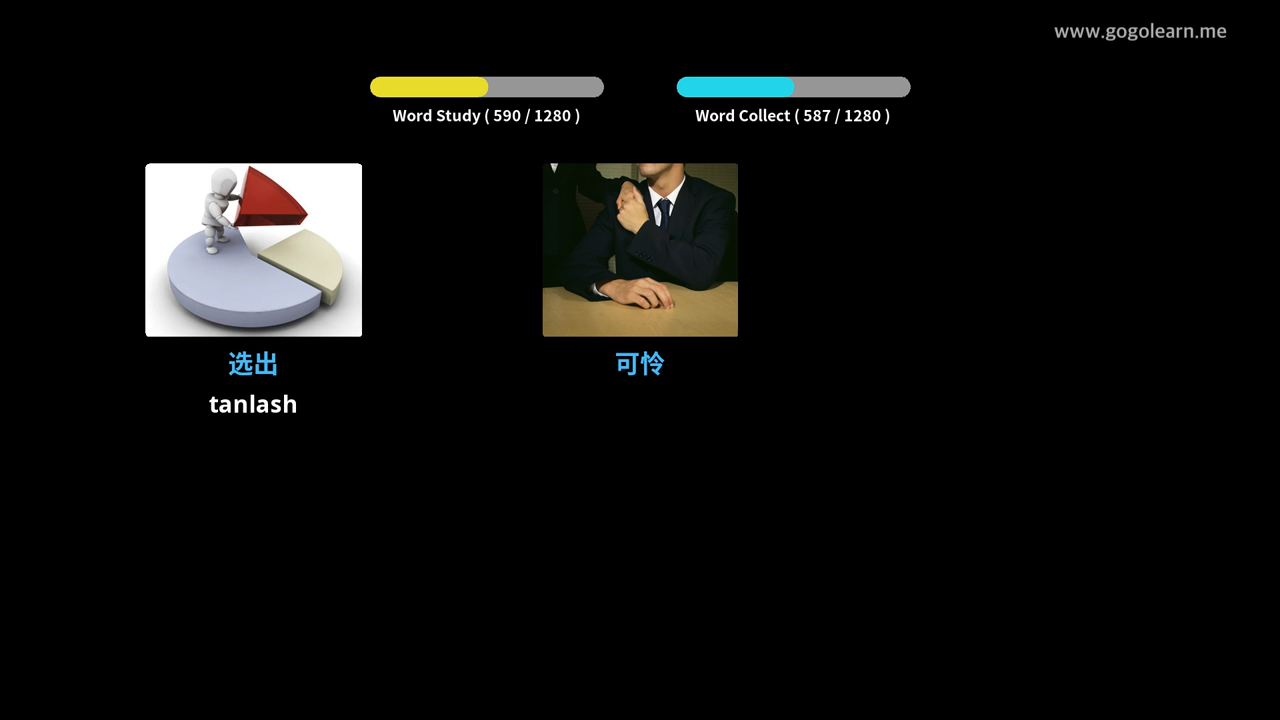 www.gogolearn.me
Word Study ( 590 / 1280 )
Word Collect ( 587 / 1280 )
选出
可怜
tanlash